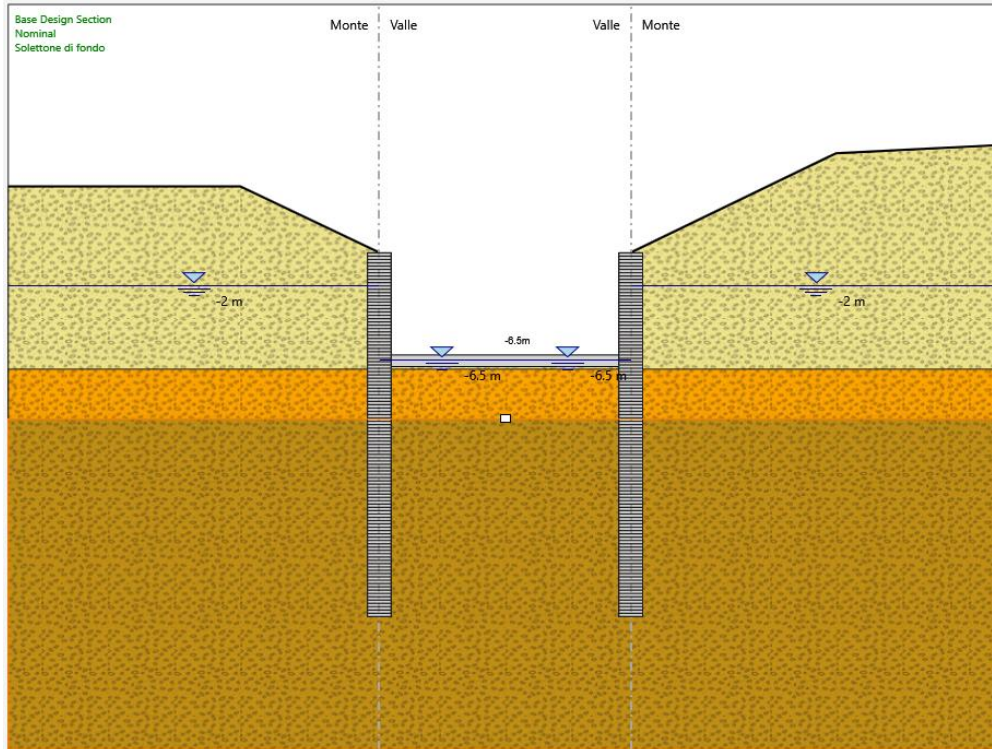 Base Design Section
Nominal
Solettone di fondo
Monte Valle Valle Monte
-2 m -2 m
-6.5m
-6.5 m -6.5 m